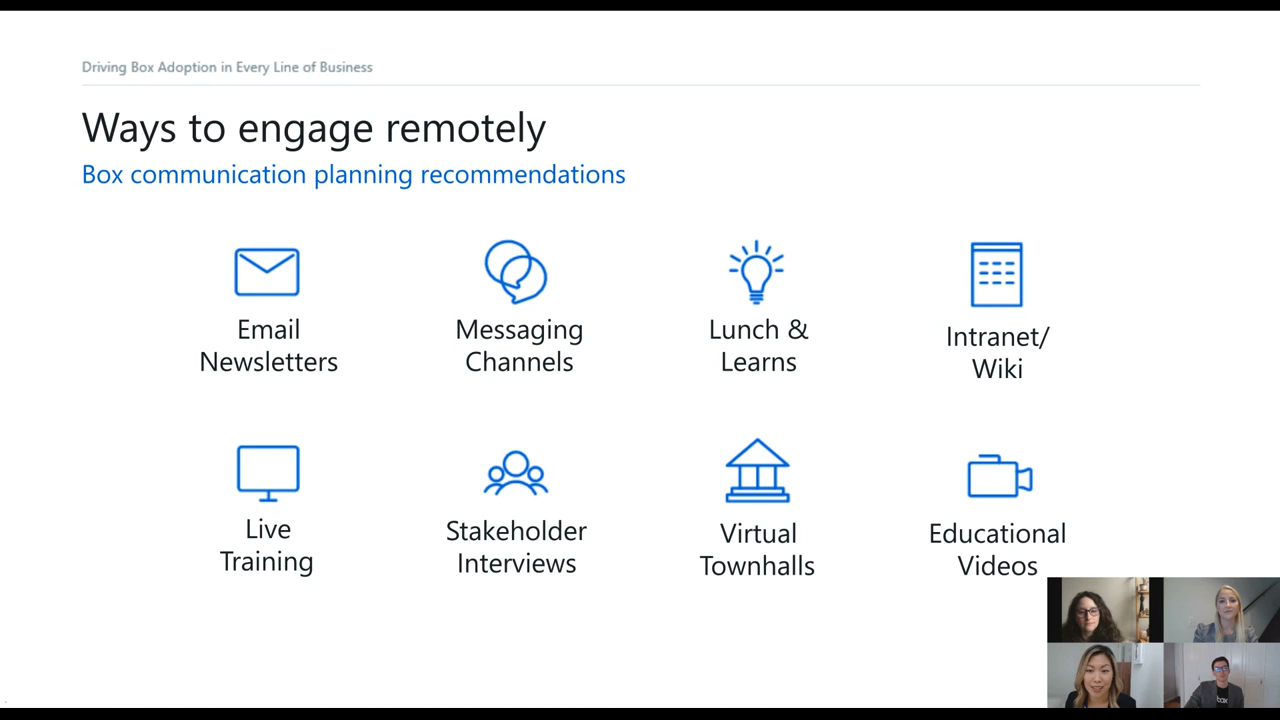 Driving Box Adoption in Every Line of Business
Ways to engage remotely
Box communication planning recommendations
Email
Newsletters
Messaging
Channels
Lunch &
Learns
Intranet/
Wiki
Live
Training
Stakeholder
Interviews
Virtual
Townhalls
Educational
Videos
box